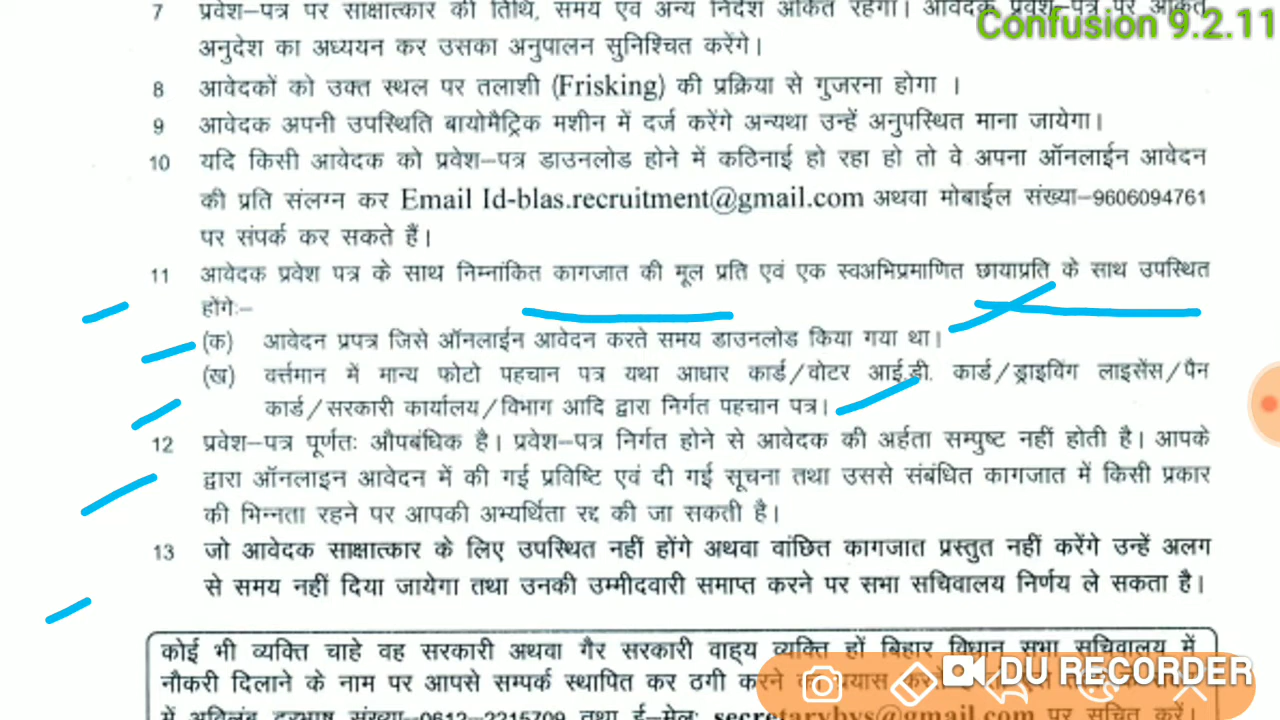 Confusion 9.2.11
7 प्रवेश–पत्र पर साक्षात्कार की तिथि, समय एवं अन्य निदेश अंकित रहेगा। आवेदक प्रवेश–पत्र पर अंकित
अनुदेश का अध्ययन कर उसका अनुपालन सुनिश्चित करेंगे।
8 आवेदकों को उक्त स्थल पर तलाशी (Frisking) की प्रक्रिया से गुजरना होगा ।
9 आवेदक अपनी उपस्थिति बायोमैट्रिक मशीन में दर्ज करेंगे अन्यथा उन्हें अनुपस्थित माना जायेगा।
10 यदि किसी आवेदक को प्रवेश–पत्र डाउनलोड होने में कठिनाई हो रहा हो तो वे अपना ऑनलाईन आवेदन
की प्रति संलग्न कर Email Id-blas.recruitment@gmail.com अथवा मोबाईल संख्या–9606094761
पर संपर्क कर सकते हैं।
11 आवेदक प्रवेश पत्र के साथ निम्नांकित कागजात की मूल प्रति एवं एक स्वअभिप्रमाणित छायाप्रति के साथ उपस्थित
होंगे:–
(क) आवेदन प्रपत्र जिसे ऑनलाईन आवेदन करते समय डाउनलोड किया गया था।
(ख) वर्त्तमान में मान्य फोटो पहचान पत्र यथा आधार कार्ड/वोटर आई.डी. कार्ड/ड्राइविंग लाइसेंस/पैन
कार्ड/सरकारी कार्यालय/विभाग आदि द्वारा निर्गत पहचान पत्र।
12 प्रवेश–पत्र पूर्णतः औपबंधिक है। प्रवेश–पत्र निर्गत होने से आवेदक की अर्हता सम्पुष्ट नहीं होती है। आपके
द्वारा ऑनलाइन आवेदन में की गई प्रविष्टि एवं दी गई सूचना तथा उससे संबंधित कागजात में किसी प्रकार
की भिन्नता रहने पर आपकी अभ्यर्थिता रद्द की जा सकती है।
13 जो आवेदक साक्षात्कार के लिए उपस्थित नहीं होंगे अथवा वांछित कागजात प्रस्तुत नहीं करेंगे उन्हें अलग
से समय नहीं दिया जायेगा तथा उनकी उम्मीदवारी समाप्त करने पर सभा सचिवालय निर्णय ले सकता है।
कोई भी व्यक्ति चाहे वह सरकारी अथवा गैर सरकारी वाह्य व्यक्ति हों बिहार विधान सभा सचिवालय में
नौकरी दिलाने के नाम पर आपसे सम्पर्क स्थापित कर ठगी करने
में अविलंब दूरभाष संख्या–0612–2215709 तथा ई–मेल: secretarybvs@gmail.com पर सूचित करें।
DU RECORDER